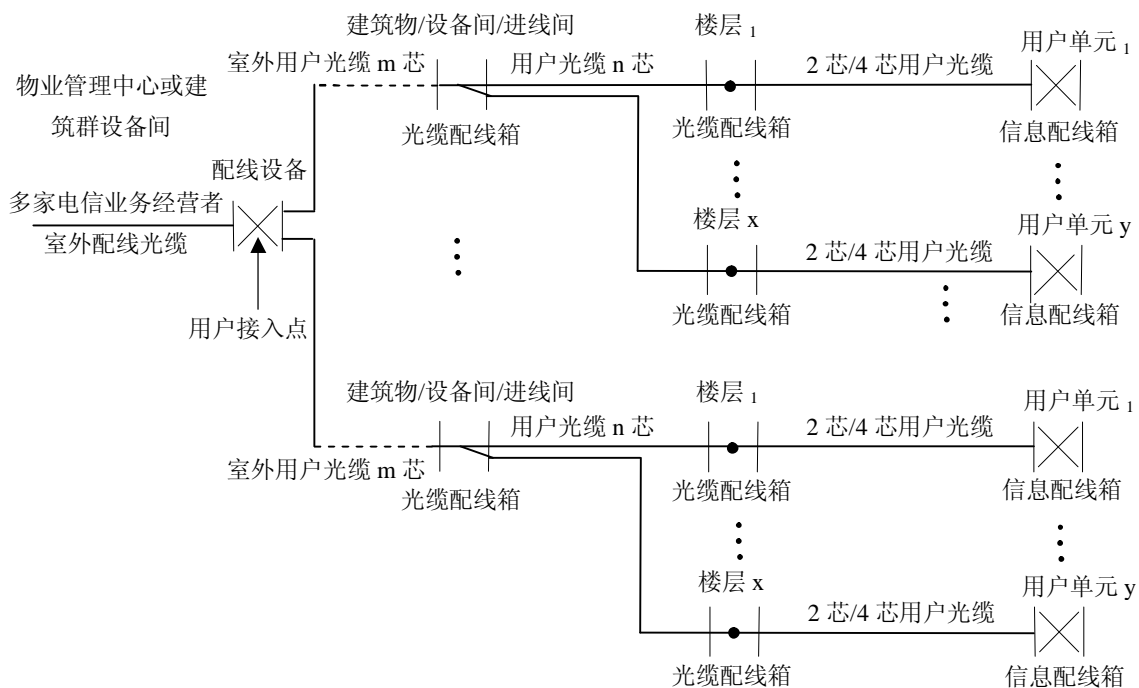 建筑物/设备间/进线间
楼层 1
用户单元 1
室外用户光缆 m 芯
用户光缆 n 芯
2 芯/4 芯用户光缆
物业管理中心或建
筑群设备间
光缆配线箱
光缆配线箱
信息配线箱
配线设备
多家电信业务经营者
室外配线光缆
楼层 x
用户单元 y
2 芯/4 芯用户光缆
光缆配线箱
信息配线箱
用户接入点
建筑物/设备间/进线间
楼层 1
用户单元 1
用户光缆 n 芯
2 芯/4 芯用户光缆
室外用户光缆 m 芯
光缆配线箱
光缆配线箱
信息配线箱
楼层 x
用户单元 y
2 芯/4 芯用户光缆
光缆配线箱
信息配线箱